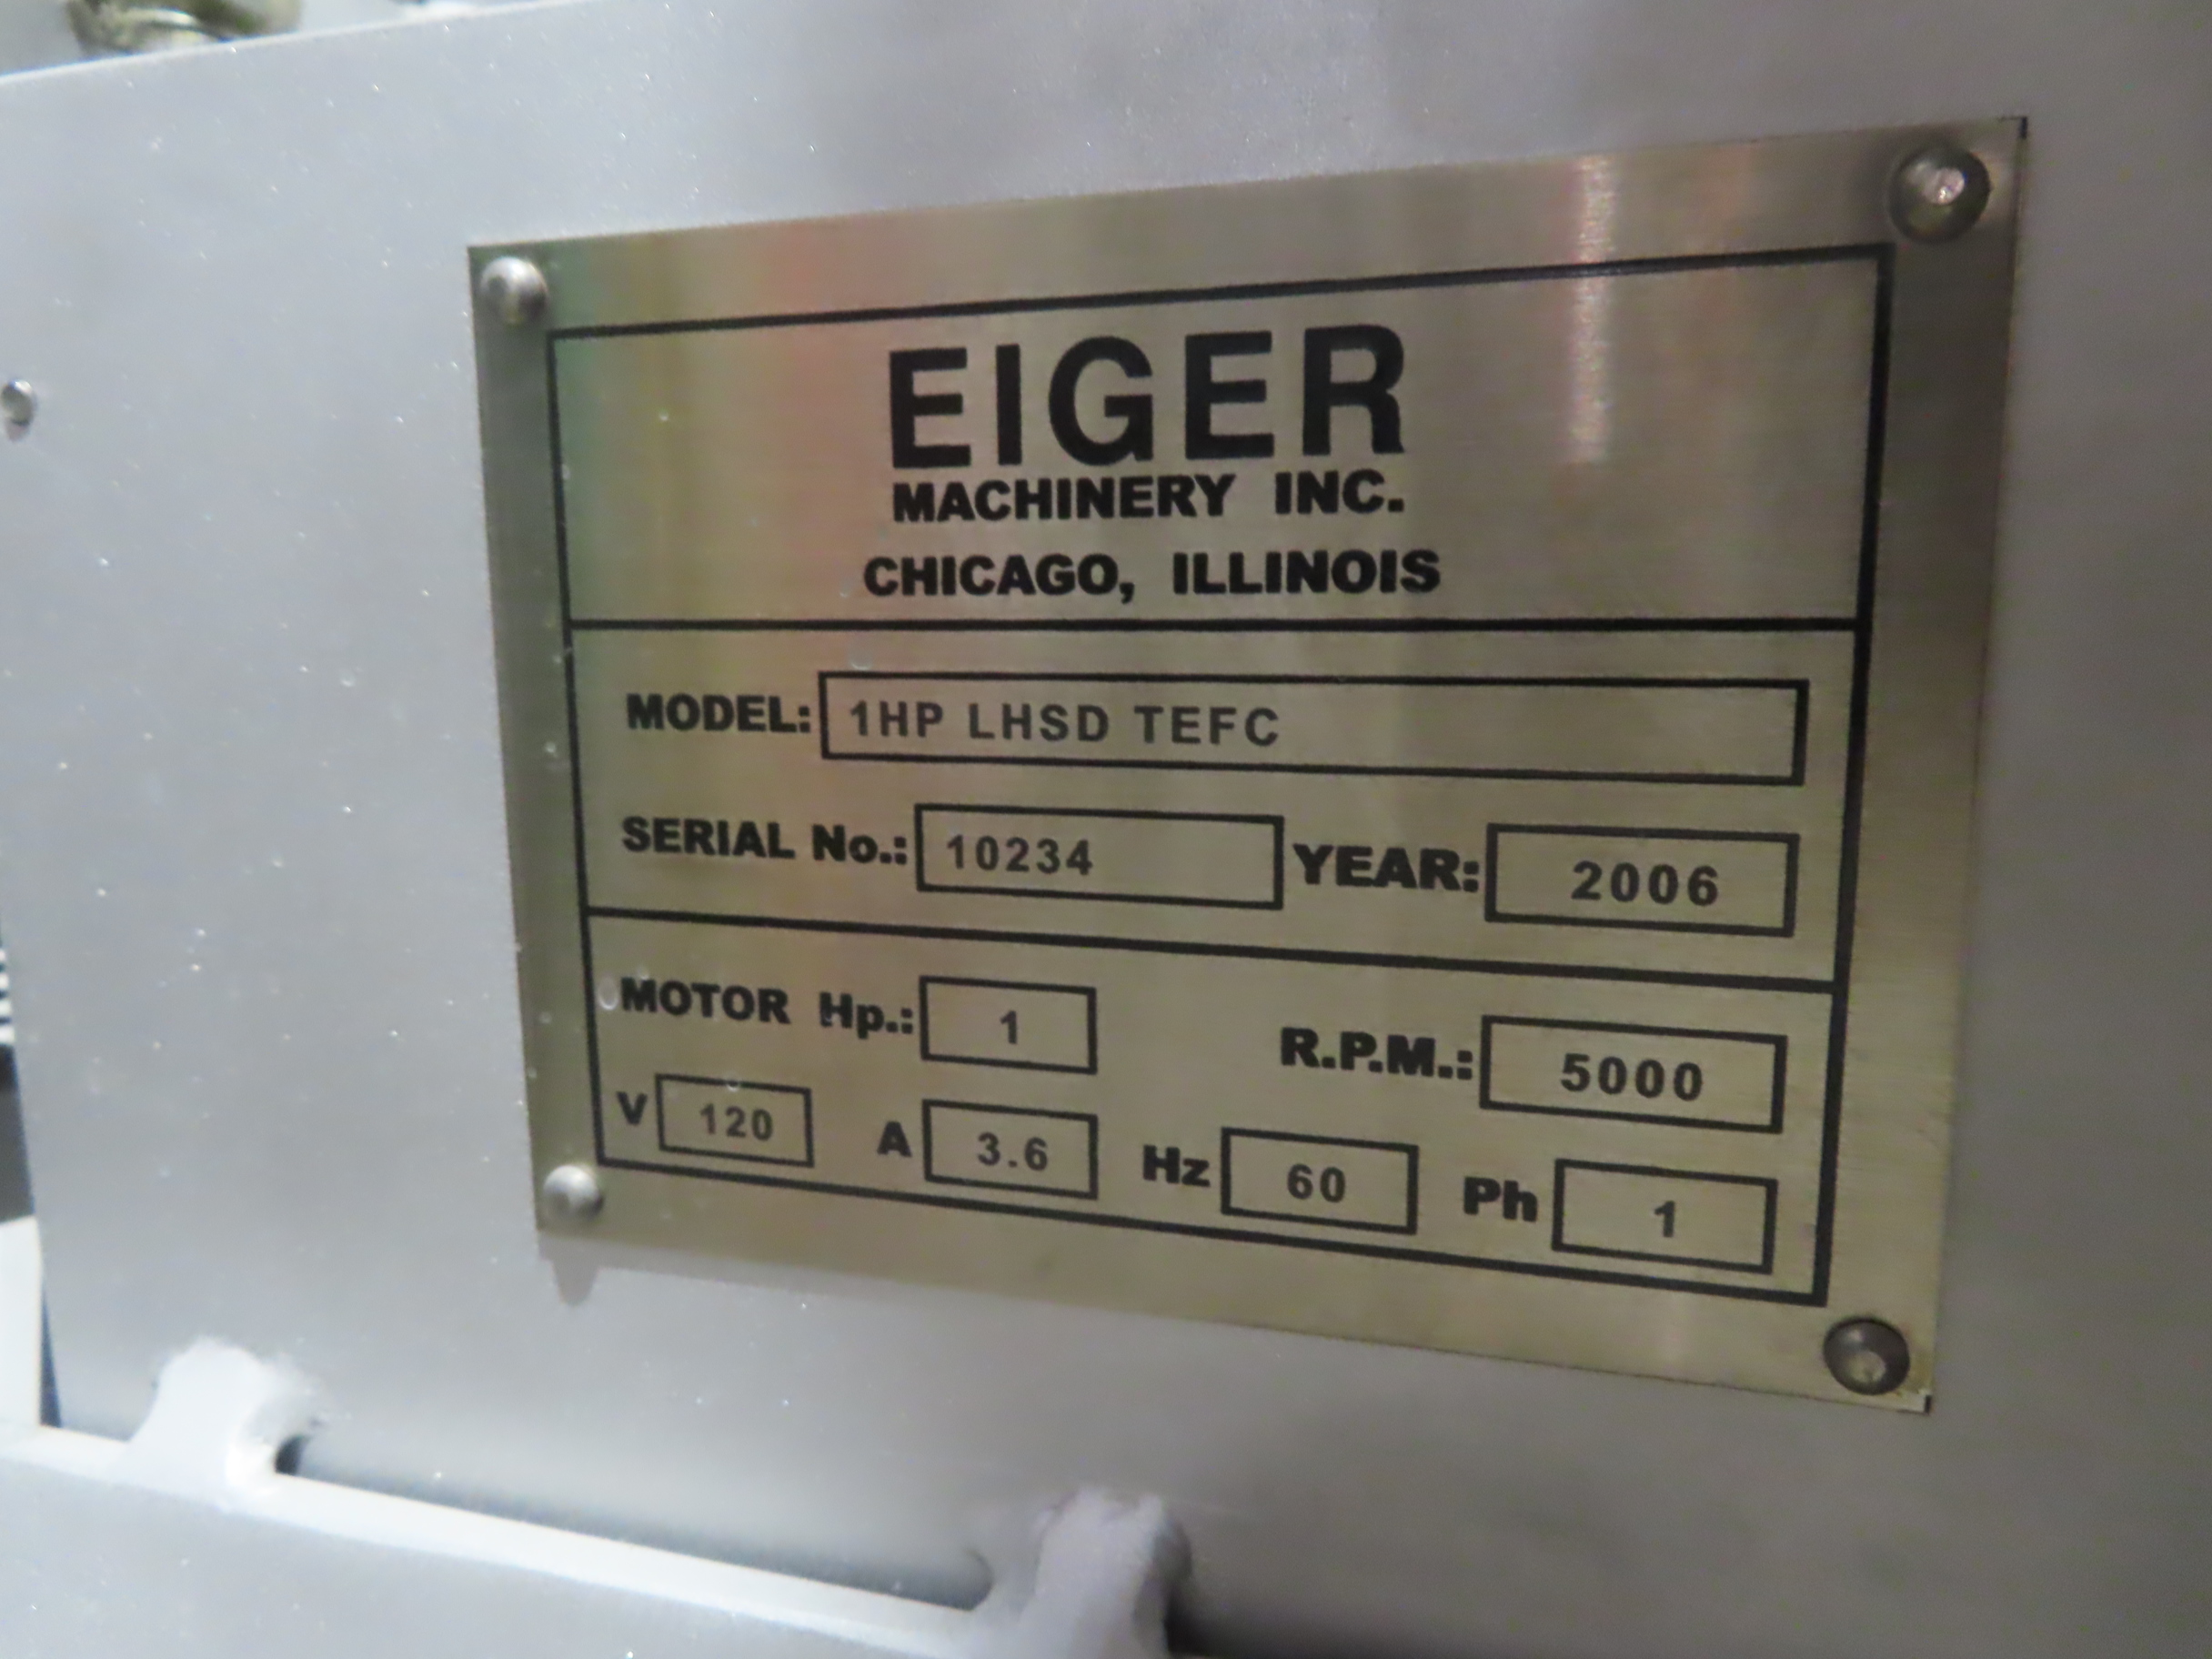 EIGER
MACHINERY INC.
CHICAGO, ILLINOIS
MODEL: 1HP LHSD TEFC
SERIAL No.: 10234 YEAR: 2006
MOTOR Hp.: 1 R.P.M.: 5000
V 120 A 3.6 Hz 60 Ph 1